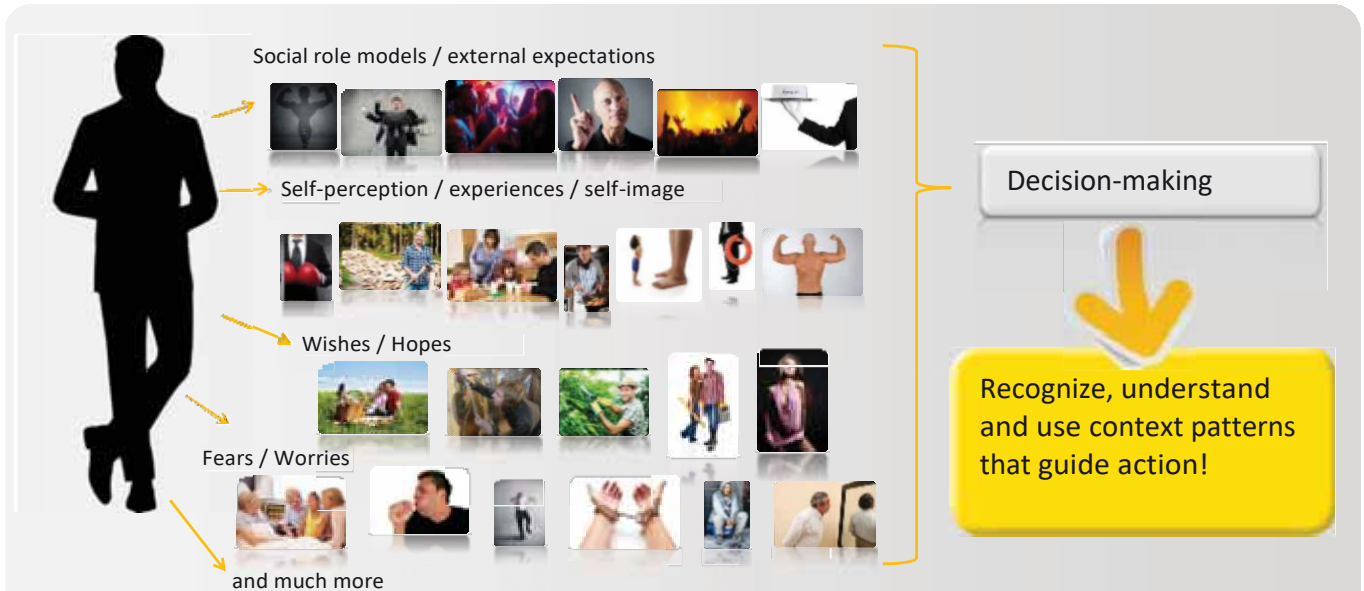 Social role models / external expectations
Self-perception / experiences / self-image
Wishes / Hopes
Fears / Worries
and much more
Decision-making
Recognize, understand
and use context patterns
that guide action!